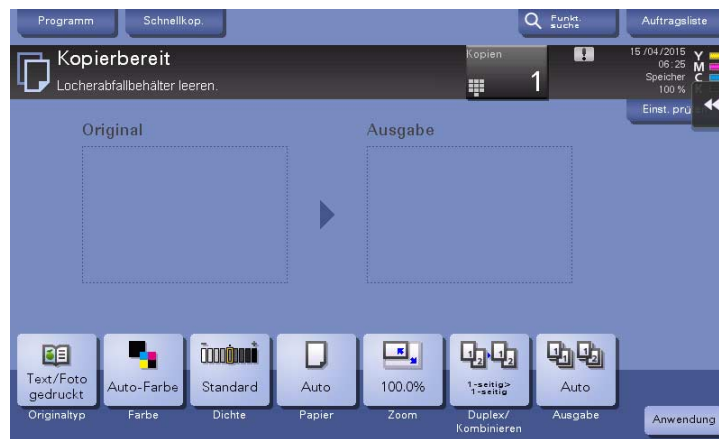 Programm
Schnellkop.
Funkt.
suche
Auftragsliste
Kopierbereit
Locherabfallbehälter leeren.
Kopien
1
15 /04/2015
06:25
Speicher
100 %
Y
M
C
K
Einst. prü
Original
Ausgabe
Text/Foto
gedruckt
Auto-Farbe
Standard
Auto
100.0%
1-seitig>
1-seitig
Auto
Originaltyp
Farbe
Dichte
Papier
Zoom
Duplex/
Kombinieren
Ausgabe
Anwendung